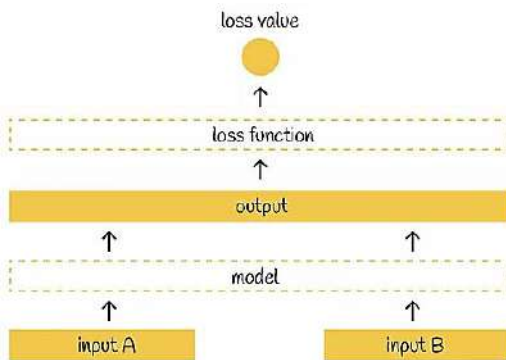 loss value
loss function
output
model
input A
input B